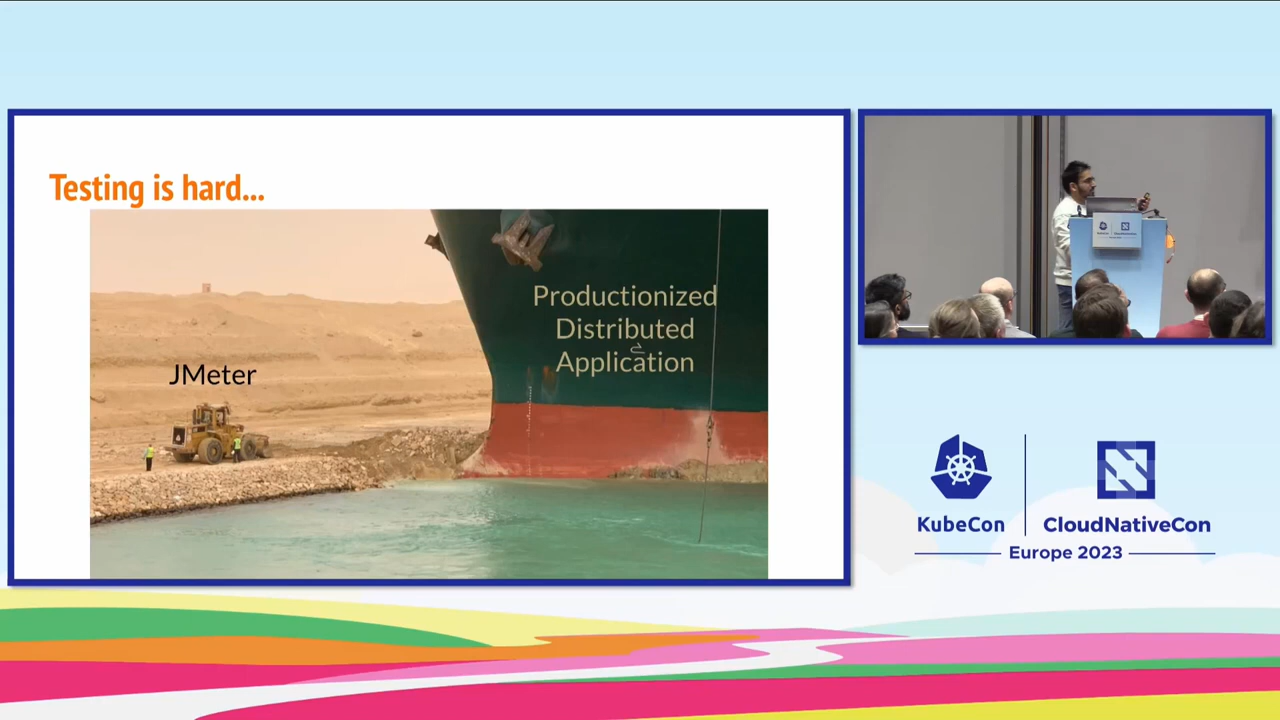 Testing is hard...
JMeter
Productionized
Distributed
Application
KubeCon
CloudNativeCon
Europe 2023